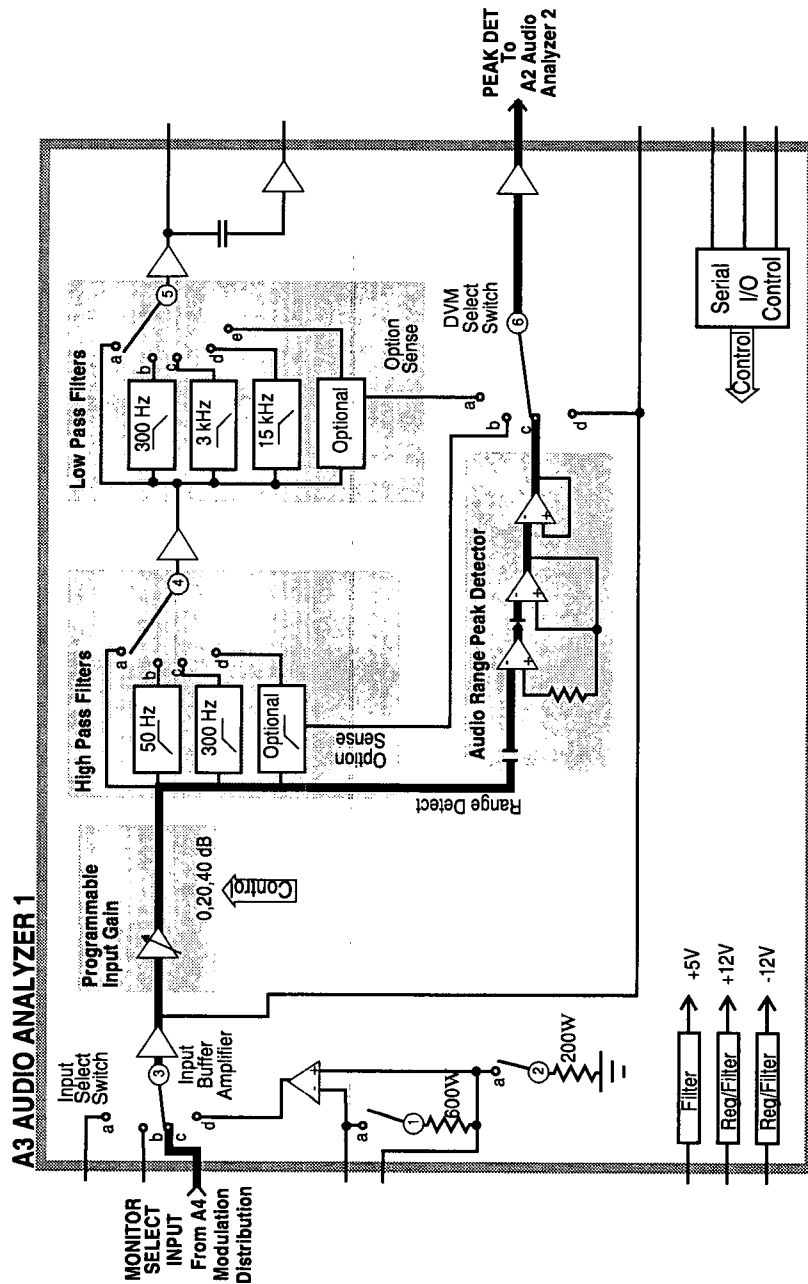 A3 AUDIO ANALYZER 1
Input
Select
Switch
a
b
c
d
3
Input
Buffer
Amplifier
MONITOR
SELECT
INPUT
From A4
Modulation
Distribution
Programmable
Input Gain
0,20,40 dB
Control
High Pass Filters
50 Hz
300 Hz
Optional
a
b
c
d
4
Option
Sense
Range Detect
Low Pass Filters
300 Hz
3 kHz
15 kHz
Optional
a
b
c
d
e
5
Option
Sense
Audio Range Peak Detector
-
+
-
+
-
+
DVM
Select
Switch
a
b
c
d
6
PEAK DET
To
A2 Audio
Analyzer 2
-
+
a
1
600W
a
2
200W
Filter
+5V
Reg/Filter
+12V
Reg/Filter
-12V
Control
Serial
I/O
Control